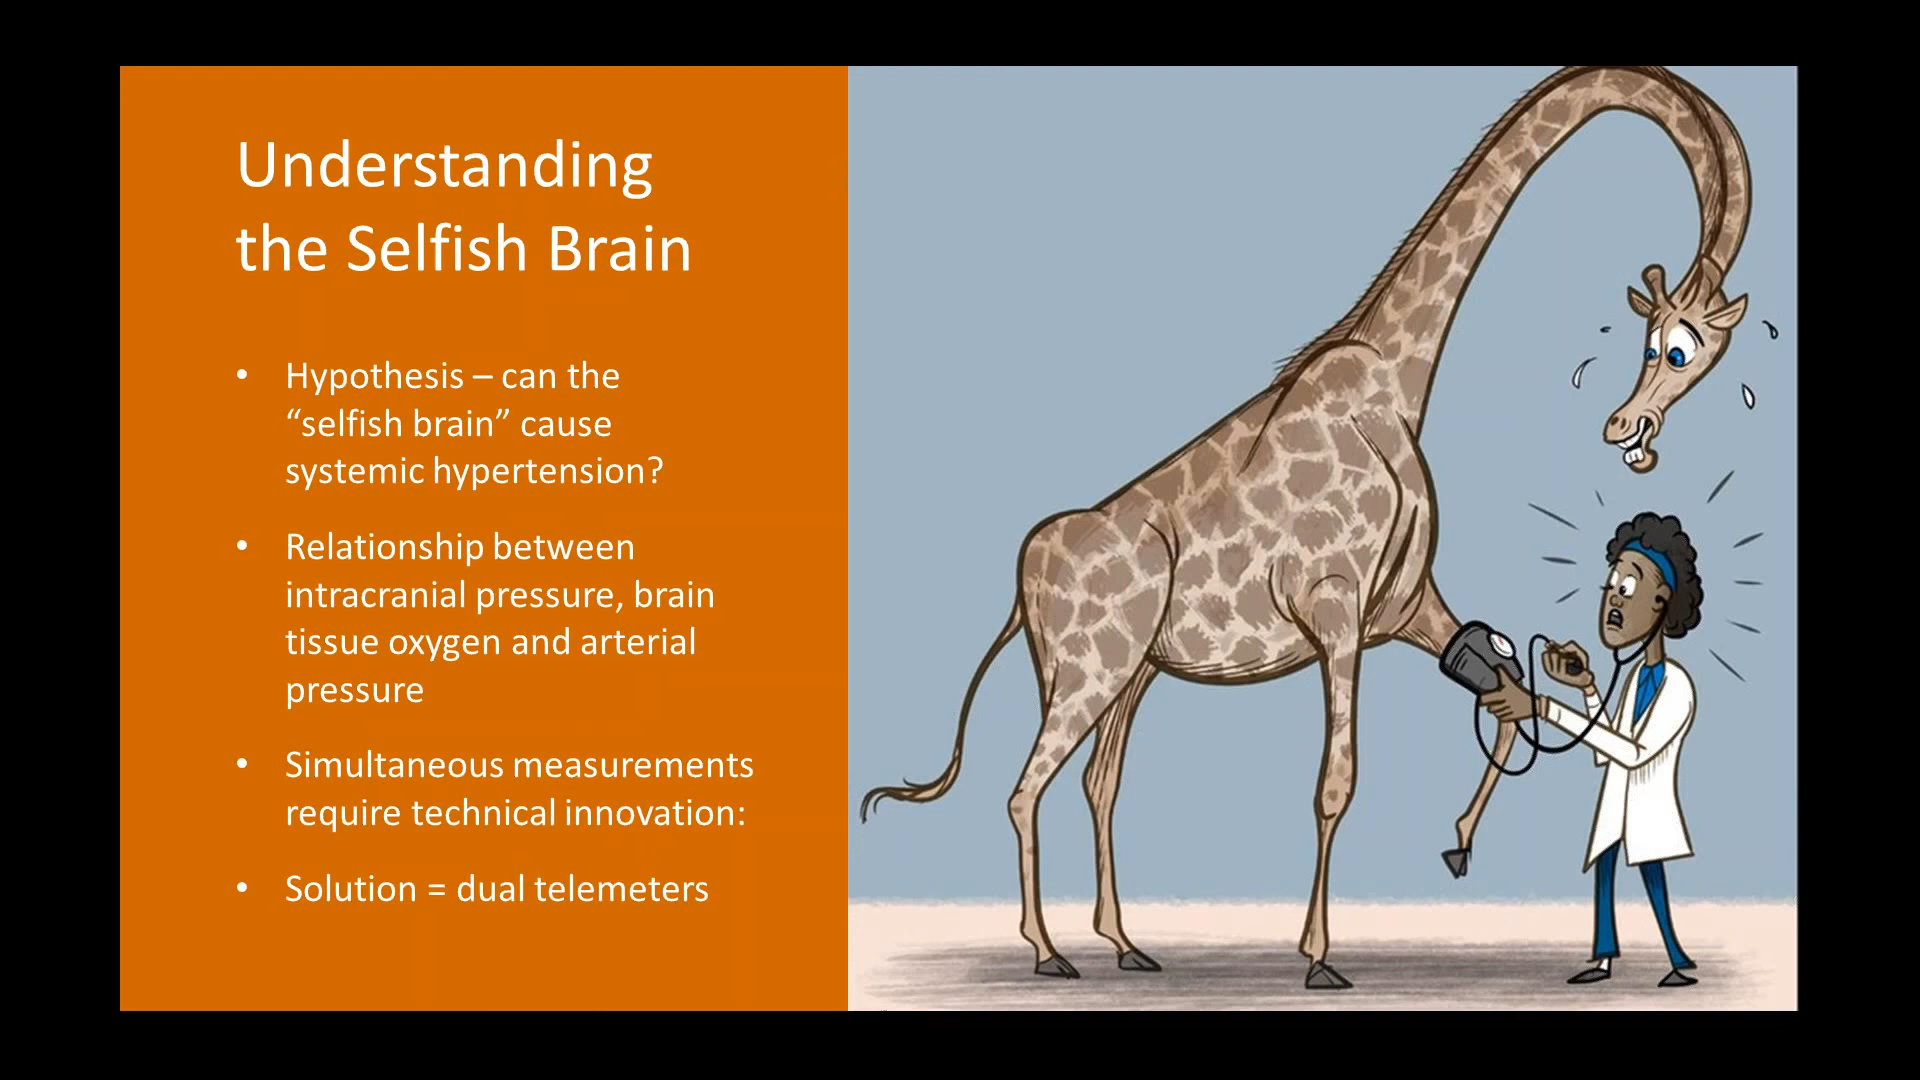 Understanding
the Selfish Brain
• Hypothesis – can the
“selfish brain” cause
systemic hypertension?
• Relationship between
intracranial pressure, brain
tissue oxygen and arterial
pressure
• Simultaneous measurements
require technical innovation:
• Solution = dual telemeters